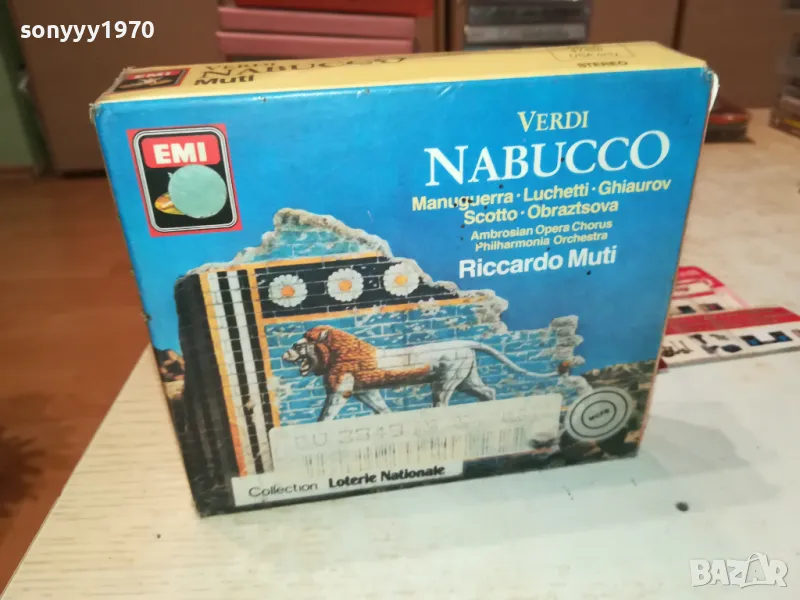 sonyyy1970
EMI
VERDI
NABUCCO
Muti
STEREO
EMI
VERDI
NABUCCO
Manuguerra · Luchetti · Ghiaurov
Scotto · Obraztsova
Ambrosian Opera Chorus
Philharmonia Orchestra
Riccardo Muti
Collection Loterie Nationale
BAZAR